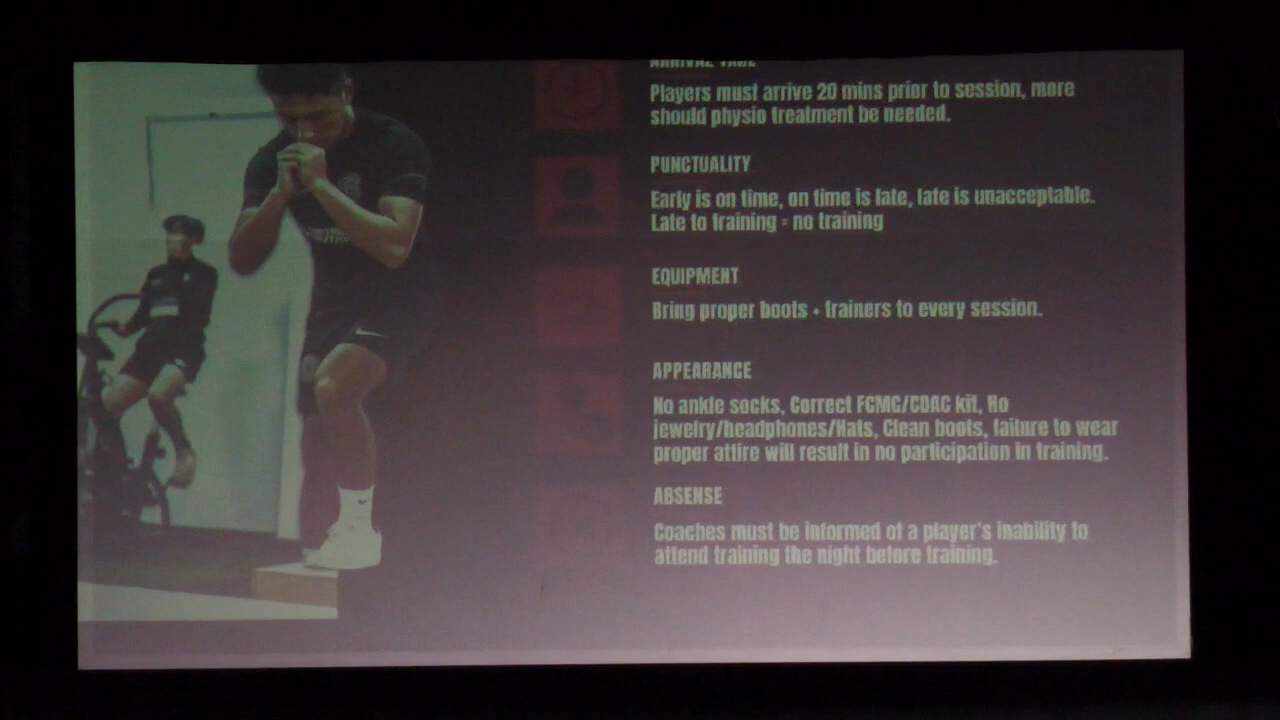 ARRIVAL TIME
Players must arrive 20 mins prior to session, more
should physio treatment be needed.
PUNCTUALITY
Early is on time, on time is late, late is unacceptable.
Late to training = no training
EQUIPMENT
Bring proper boots + trainers to every session.
APPEARANCE
No ankle socks, Correct FCMC/CDAC kit, No
jewelry/headphones/Hats, Clean boots, failure to wear
proper attire will result in no participation in training.
ABSENSE
Coaches must be informed of a player's inability to
attend training the night before training.